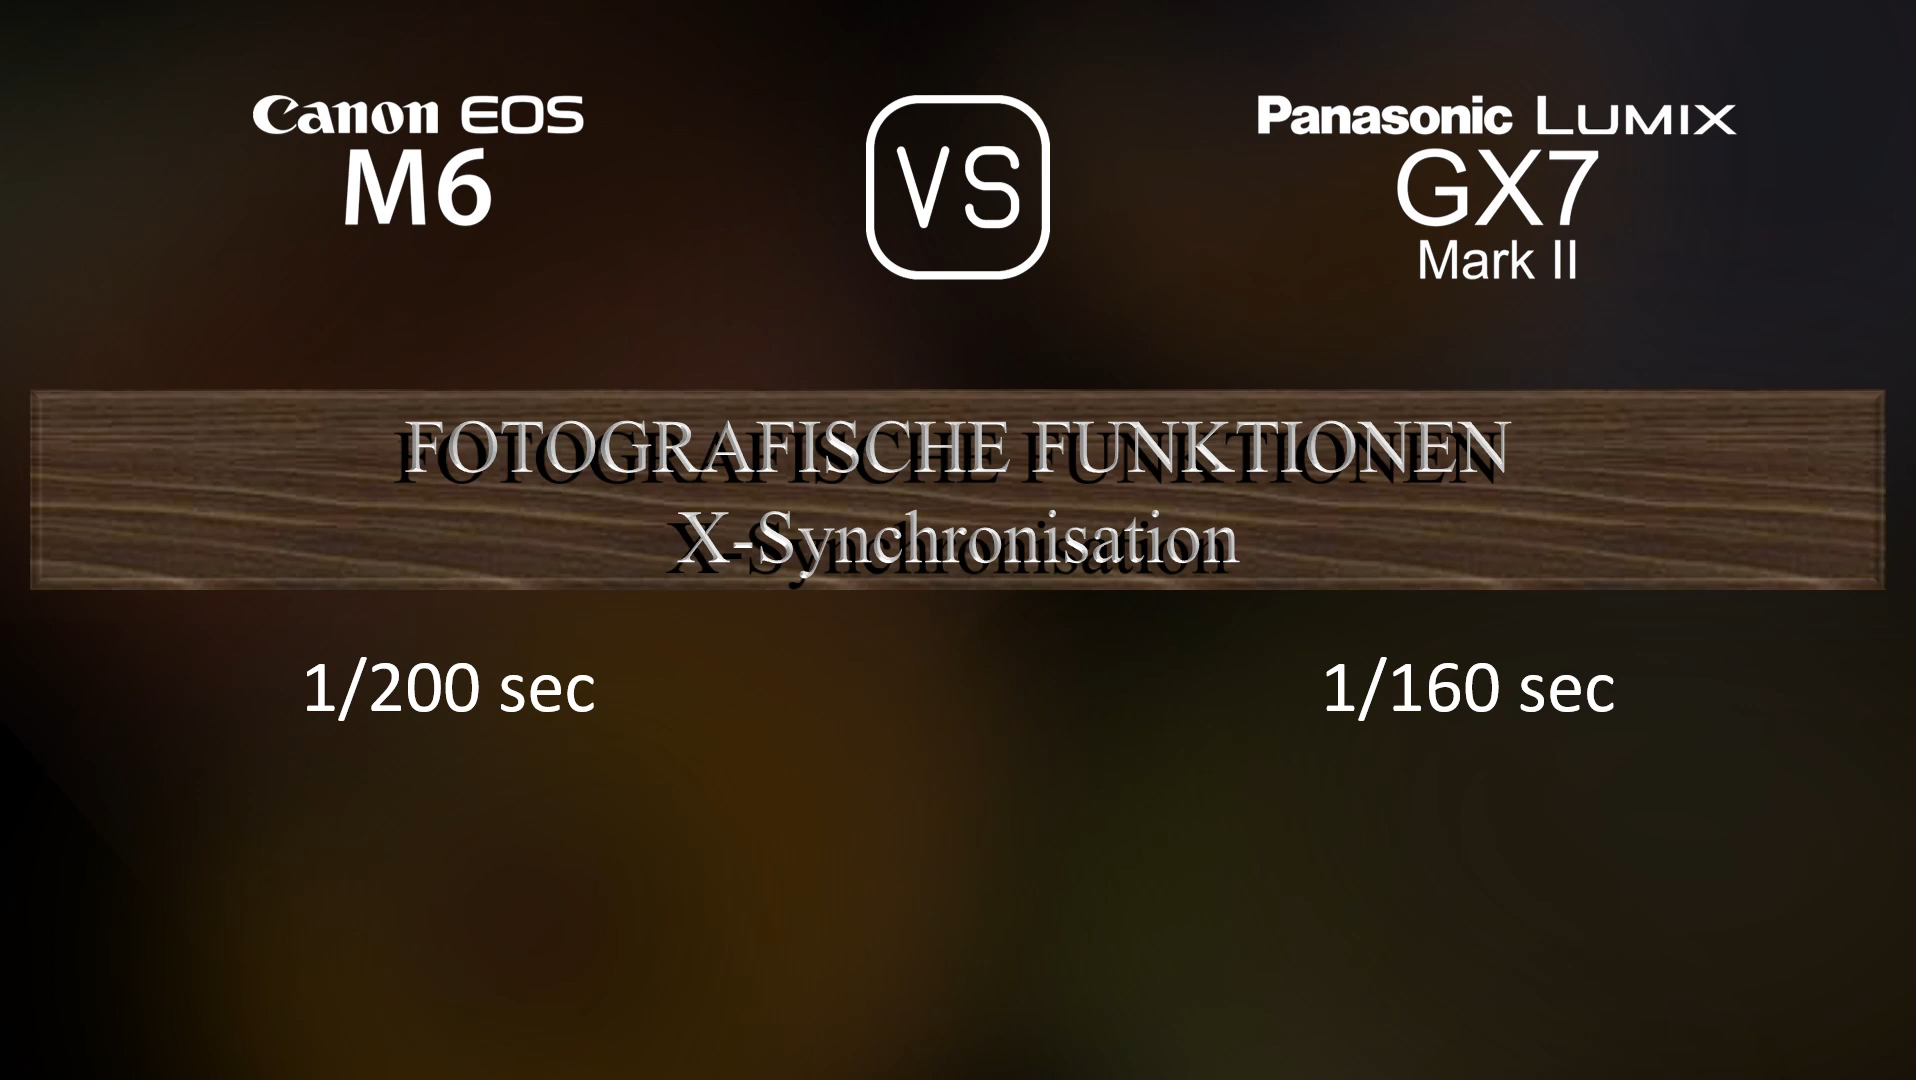 Canon EOS
M6
VS
Panasonic LUMIX
GX7
Mark II
FOTOGRAFISCHE FUNKTIONEN
X-Synchronisation
1/200 sec
1/160 sec